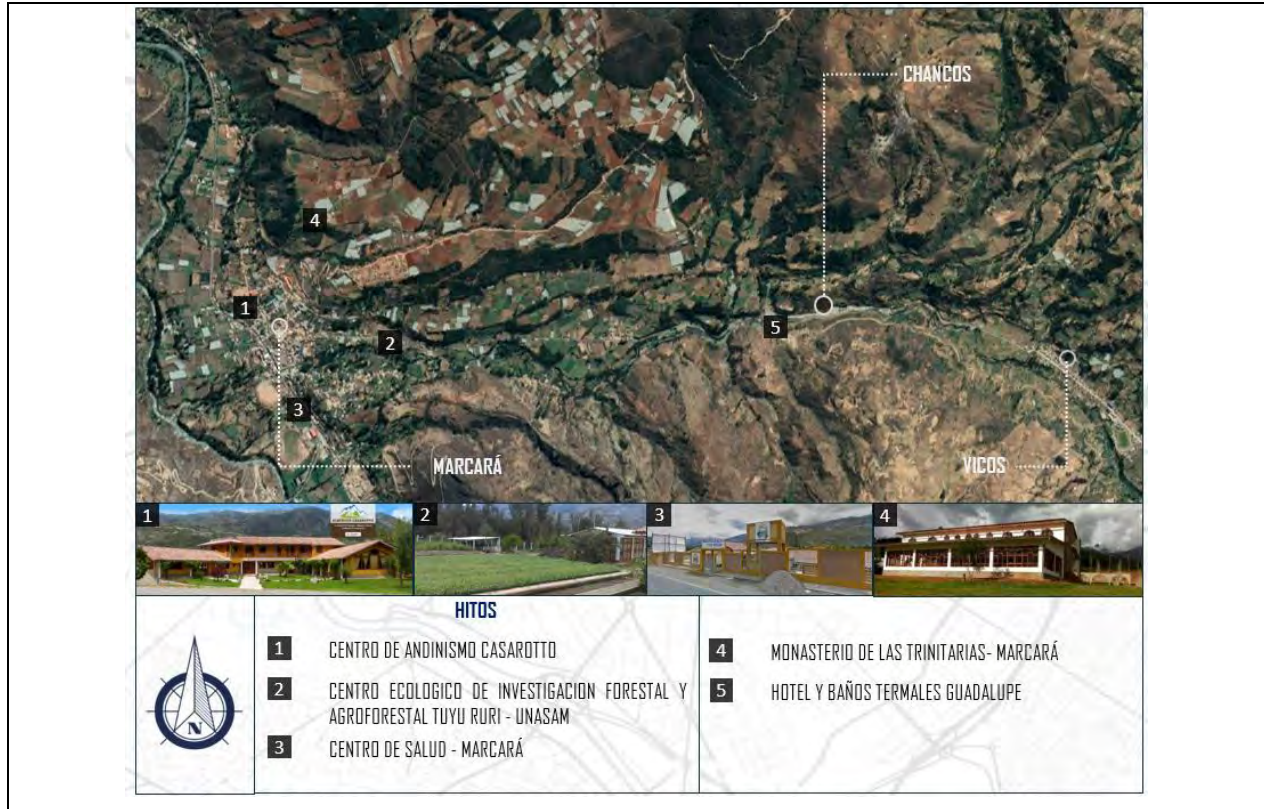 CHANCOS
4
1
2
5
3
MARCARÁ
VICOS
1
2
3
4
HITOS
1 CENTRO DE ANDINISMO CASAROTTO
2 CENTRO ECOLOGICO DE INVESTIGACION FORESTAL Y
AGROFORESTAL TUYU RURI - UNASAM
3 CENTRO DE SALUD - MARCARÁ
4 MONASTERIO DE LAS TRINITARIAS- MARCARÁ
5 HOTEL Y BAÑOS TERMALES GUADALUPE
N